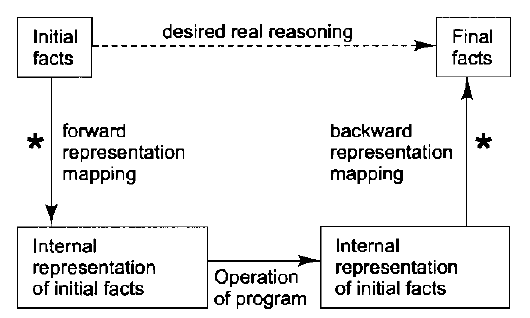 Initial
facts
desired real reasoning
Final
facts
*
forward
representation
mapping
backward
representation
mapping
*
Internal
representation
of initial facts
Operation
of program
Internal
representation
of initial facts